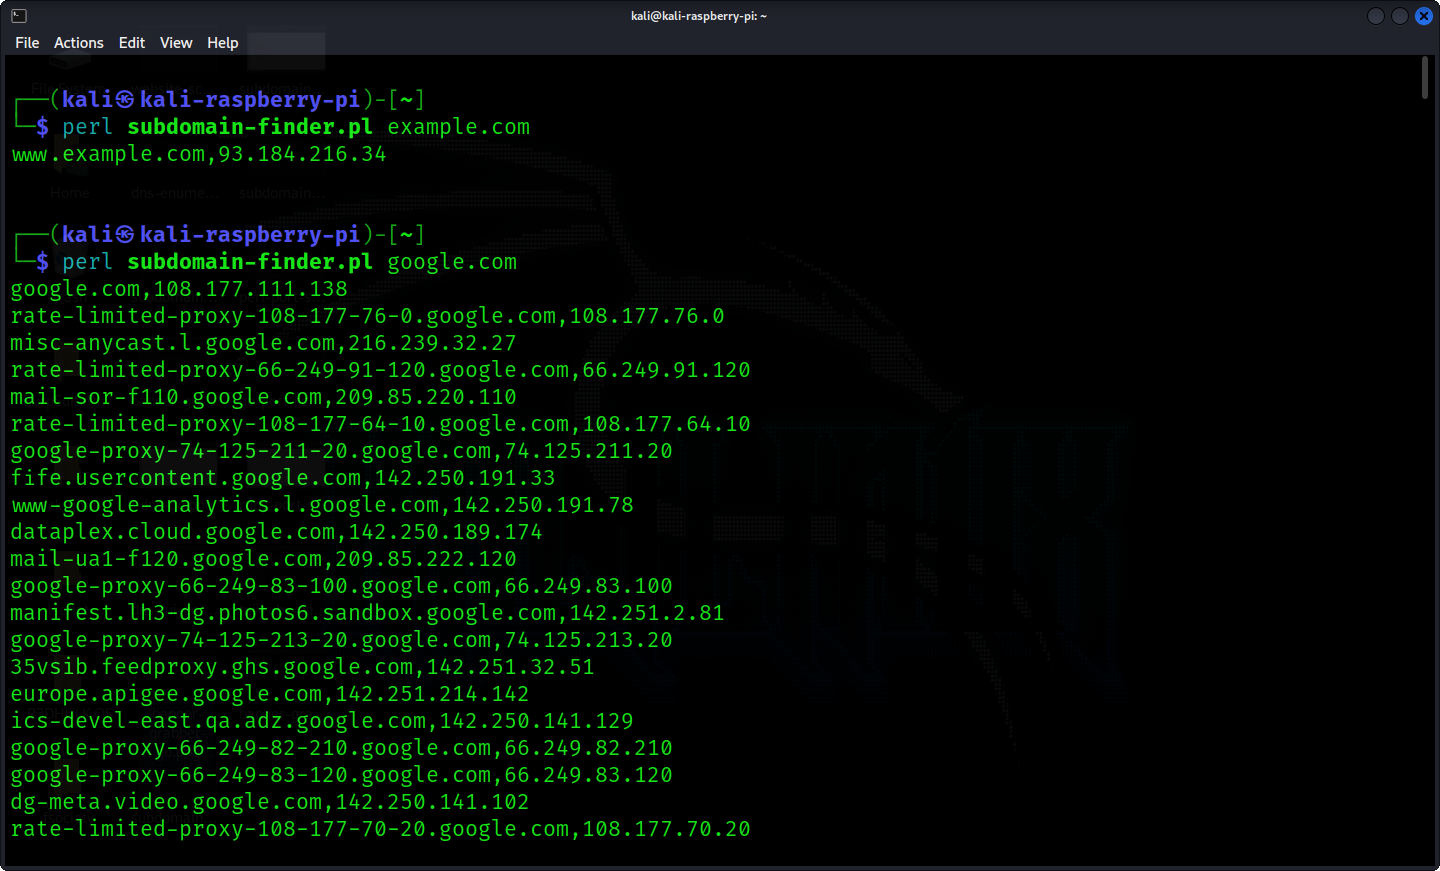 kali@kali-raspberry-pi: ~
File Actions Edit View Help
┌──(kali㉿kali-raspberry-pi)-[~]
└─$ perl subdomain-finder.pl example.com
www.example.com,93.184.216.34
Home dns-enume... subdomain...
┌──(kali㉿kali-raspberry-pi)-[~]
└─$ perl subdomain-finder.pl google.com
google.com,108.177.111.138
rate-limited-proxy-108-177-76-0.google.com,108.177.76.0
misc-anycast.l.google.com,216.239.32.27
rate-limited-proxy-66-249-91-120.google.com,66.249.91.120
mail-sor-f110.google.com,209.85.220.110
rate-limited-proxy-108-177-64-10.google.com,108.177.64.10
google-proxy-74-125-211-20.google.com,74.125.211.20
fife.usercontent.google.com,142.250.191.33
www-google-analytics.l.google.com,142.250.191.78
dataplex.cloud.google.com,142.250.189.174
mail-ua1-f120.google.com,209.85.222.120
google-proxy-66-249-83-100.google.com,66.249.83.100
manifest.lh3-dg.photos6.sandbox.google.com,142.251.2.81
google-proxy-74-125-213-20.google.com,74.125.213.20
35vsib.feedproxy.ghs.google.com,142.251.32.51
europe.apigee.google.com,142.251.214.142
ics-devel-east.qa.adz.google.com,142.250.141.129
google-proxy-66-249-82-210.google.com,66.249.82.210
google-proxy-66-249-83-120.google.com,66.249.83.120
dg-meta.video.google.com,142.250.141.102
rate-limited-proxy-108-177-70-20.google.com,108.177.70.20